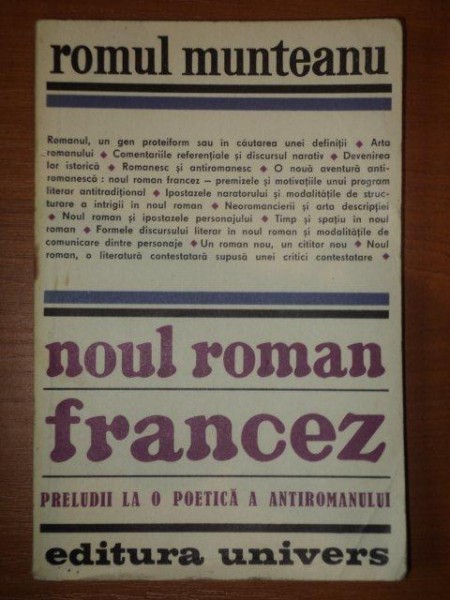 romul munteanu
Romanul, un gen proteiform sau în căutarea unei definiții ◆ Arta
romanului ◆ Comentariile referențiale și discursul narativ ◆ Devenirea
lor istorică ◆ Romanesc și antiromanesc ◆ O nouă aventură anti-
romanescă : noul roman francez — premizele și motivațiile unui program
literar antitradițional ◆ Ipostazele naratorului și modalitățile de struc-
turare a intrigii în noul roman ◆ Neoromancierii și arta descripției
◆ Noul roman și ipostazele personajului ◆ Timp și spațiu în noul
roman ◆ Formele discursului literar în noul roman și modalitățile de
comunicare dintre personaje ◆ Un roman nou, un cititor nou ◆ Noul
roman, o literatură contestatară supusă unei critici contestatare ◆
noul roman
francez
PRELUDII LA O POETICĂ A ANTIROMANULUI
editura univers